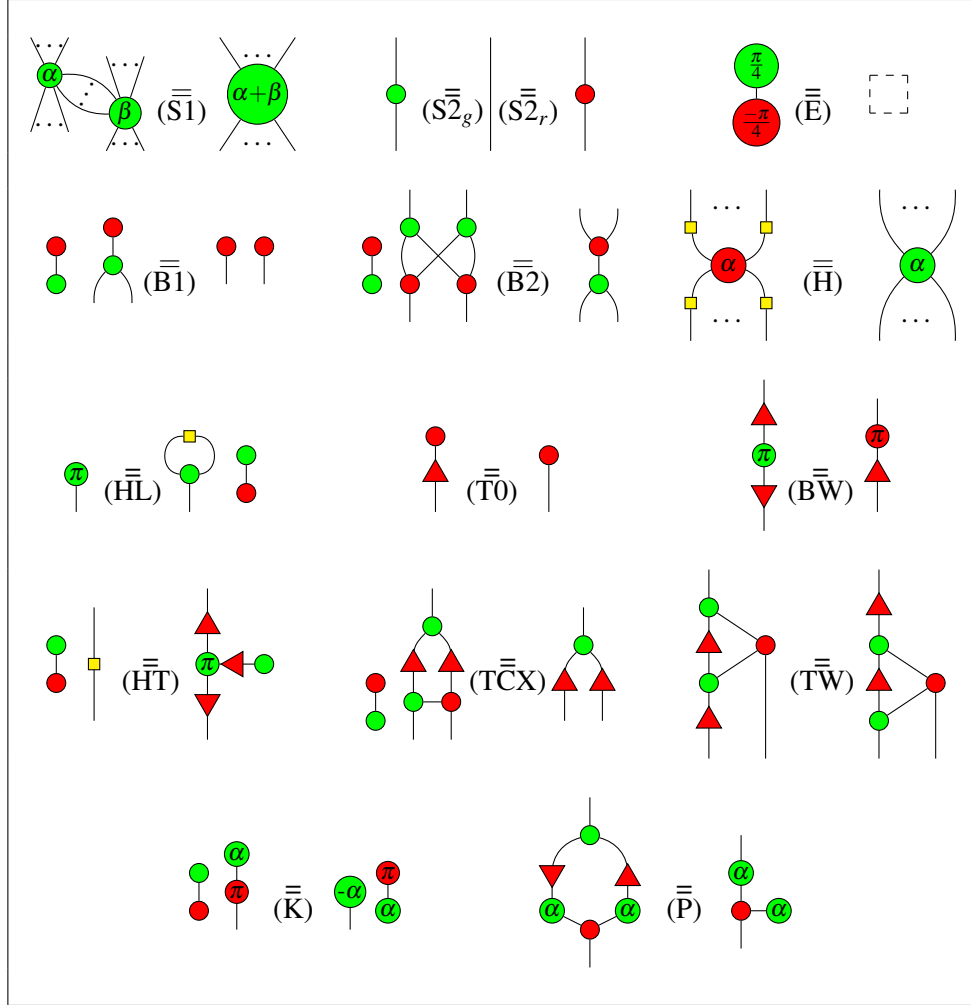 ··· α ··· ··· β ··· (S1) ··· α+β ··· (S2g) (S2r) π/4 -π/4 (E)
(B1) (B2) ··· α ··· (H) ··· α ···
π (HL) (T0) π (BW) π
(HT) π (TCX) (TW)
α π (K) -α π α α α (P) α α